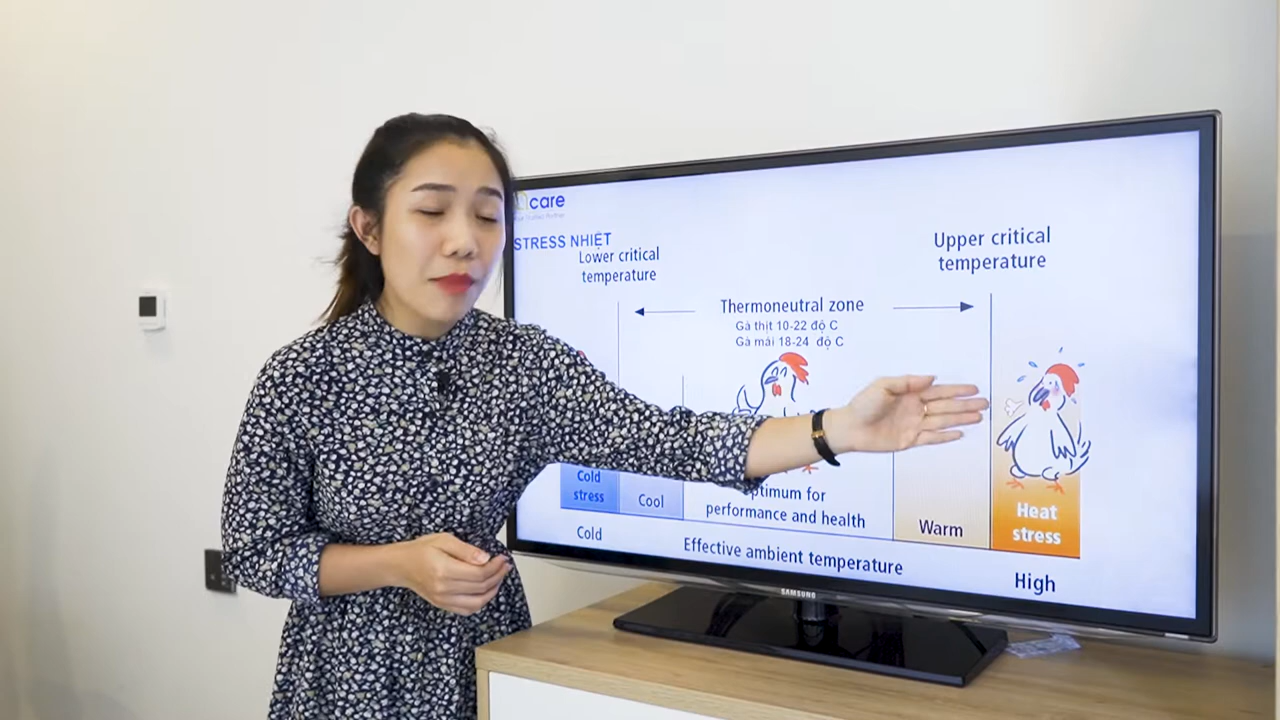 care
STRESS NHIỆT
Lower critical
temperature
Upper critical
temperature
Thermoneutral zone
Gà thịt 10-22 độ C
Gà mái 18-24 độ C
Cold
stress
Cool
Optimum for
performance and health
Warm
Heat
stress
Cold
Effective ambient temperature
High
SAMSUNG